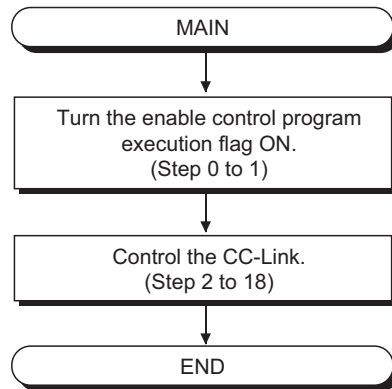 MAIN
Turn the enable control program
execution flag ON.
(Step 0 to 1)
Control the CC-Link.
(Step 2 to 18)
END